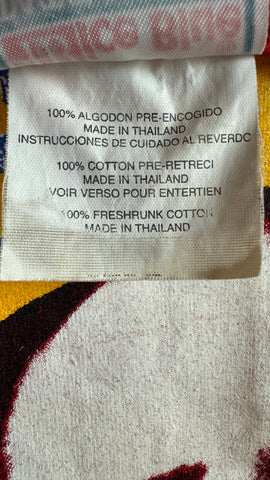 100% ALGODON PRE-ENCOGIDO
MADE IN THAILAND
INSTRUCCIONES DE CUIDADO AL REVERDO
100% COTTON PRE-RETRECI
MADE IN THAILAND
VOIR VERSO POUR ENTERTIEN
100% FRESHRUNK COTTON
MADE IN THAILAND